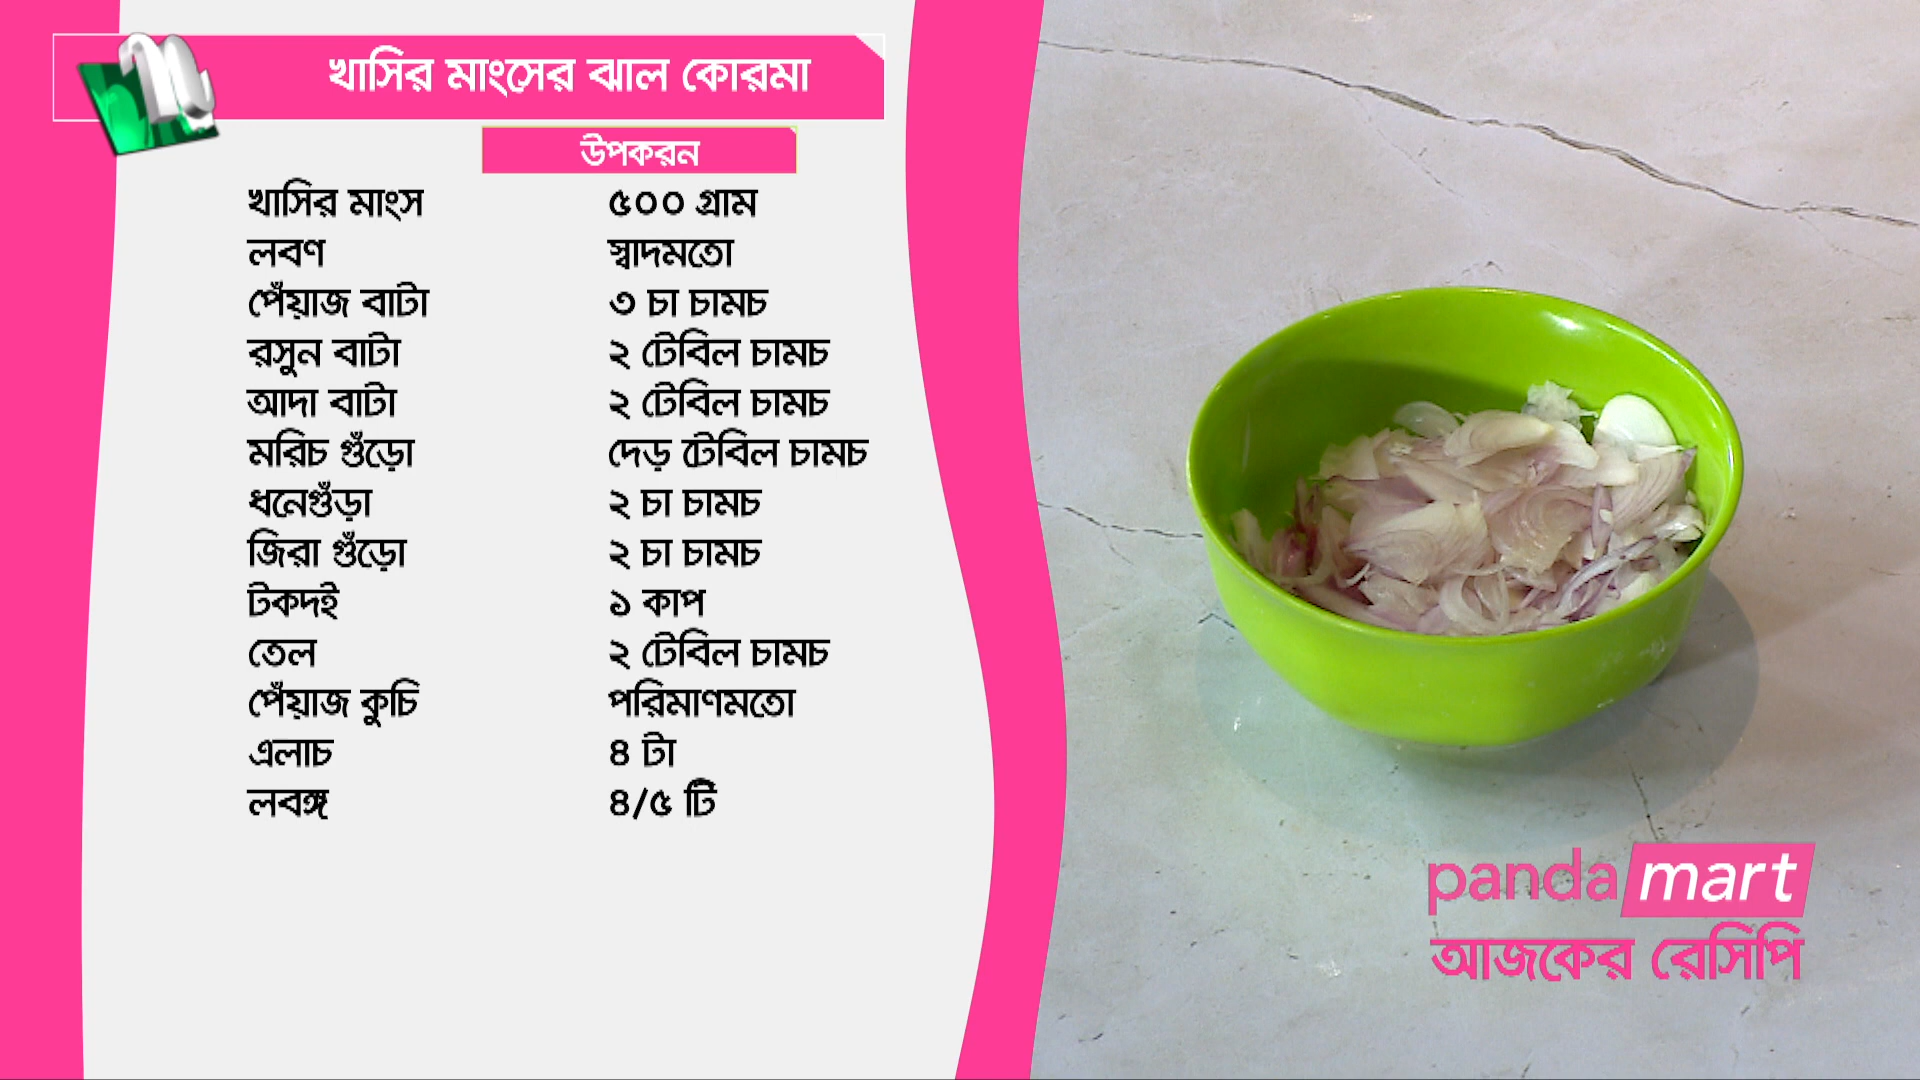 খাসির মাংসের ঝাল কোরমা
উপকরন
খাসির মাংস ৫০০ গ্রাম
লবণ স্বাদমতো
পেঁয়াজ বাটা ৩ চা চামচ
রসুন বাটা ২ টেবিল চামচ
আদা বাটা ২ টেবিল চামচ
মরিচ গুঁড়ো দেড় টেবিল চামচ
ধনেগুঁড়া ২ চা চামচ
জিরা গুঁড়ো ২ চা চামচ
টকদই ১ কাপ
তেল ২ টেবিল চামচ
পেঁয়াজ কুচি পরিমাণমতো
এলাচ ৪ টা
লবঙ্গ ৪/৫ টি
panda mart
আজকের রেসিপি